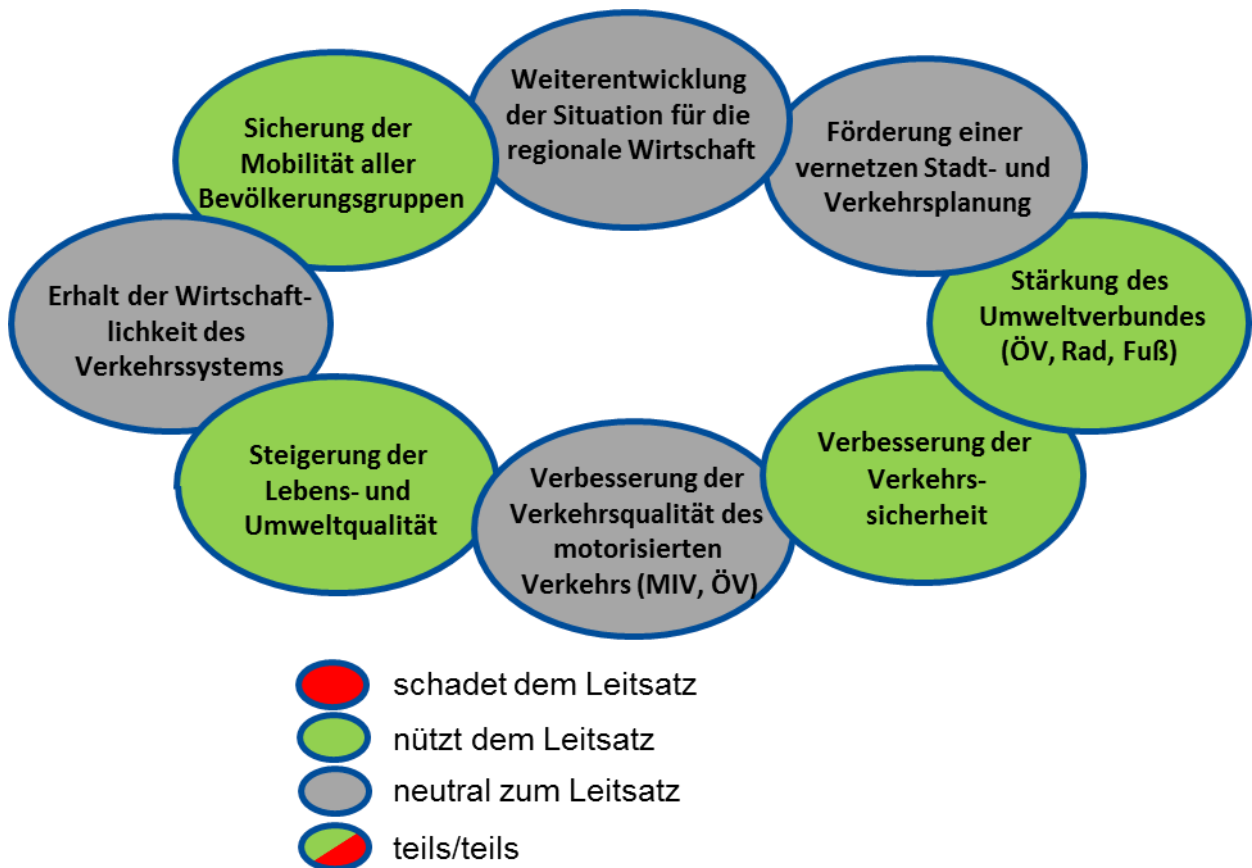 Weiterentwicklung
der Situation für die
regionale Wirtschaft
Förderung einer
vernetzen Stadt- und
Verkehrsplanung
Stärkung des
Umweltverbundes
(ÖV, Rad, Fuß)
Verbesserung der
Verkehrs-
sicherheit
Verbesserung der
Verkehrsqualität des
motorisierten
Verkehrs (MIV, ÖV)
Steigerung der
Lebens- und
Umweltqualität
Erhalt der Wirtschaft-
lichkeit des
Verkehrssystems
Sicherung der
Mobilität aller
Bevölkerungsgruppen
schadet dem Leitsatz
nützt dem Leitsatz
neutral zum Leitsatz
teils/teils